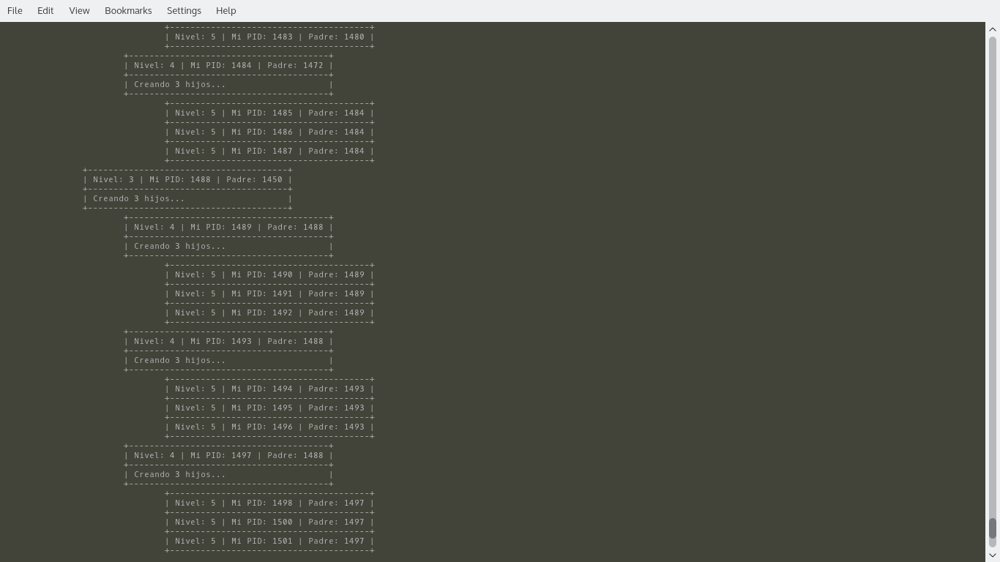 File Edit View Bookmarks Settings Help
+---------------------------------------+
| Nivel: 5 | Mi PID: 1483 | Padre: 1480 |
+---------------------------------------+
+---------------------------------------+
| Nivel: 4 | Mi PID: 1484 | Padre: 1472 |
+---------------------------------------+
| Creando 3 hijos...                    |
+---------------------------------------+
+---------------------------------------+
| Nivel: 5 | Mi PID: 1485 | Padre: 1484 |
+---------------------------------------+
| Nivel: 5 | Mi PID: 1486 | Padre: 1484 |
+---------------------------------------+
| Nivel: 5 | Mi PID: 1487 | Padre: 1484 |
+---------------------------------------+
+---------------------------------------+
| Nivel: 3 | Mi PID: 1488 | Padre: 1450 |
+---------------------------------------+
| Creando 3 hijos...                    |
+---------------------------------------+
+---------------------------------------+
| Nivel: 4 | Mi PID: 1489 | Padre: 1488 |
+---------------------------------------+
| Creando 3 hijos...                    |
+---------------------------------------+
+---------------------------------------+
| Nivel: 5 | Mi PID: 1490 | Padre: 1489 |
+---------------------------------------+
| Nivel: 5 | Mi PID: 1491 | Padre: 1489 |
+---------------------------------------+
| Nivel: 5 | Mi PID: 1492 | Padre: 1489 |
+---------------------------------------+
+---------------------------------------+
| Nivel: 4 | Mi PID: 1493 | Padre: 1488 |
+---------------------------------------+
| Creando 3 hijos...                    |
+---------------------------------------+
+---------------------------------------+
| Nivel: 5 | Mi PID: 1494 | Padre: 1493 |
+---------------------------------------+
| Nivel: 5 | Mi PID: 1495 | Padre: 1493 |
+---------------------------------------+
| Nivel: 5 | Mi PID: 1496 | Padre: 1493 |
+---------------------------------------+
+---------------------------------------+
| Nivel: 4 | Mi PID: 1497 | Padre: 1488 |
+---------------------------------------+
| Creando 3 hijos...                    |
+---------------------------------------+
+---------------------------------------+
| Nivel: 5 | Mi PID: 1498 | Padre: 1497 |
+---------------------------------------+
| Nivel: 5 | Mi PID: 1500 | Padre: 1497 |
+---------------------------------------+
| Nivel: 5 | Mi PID: 1501 | Padre: 1497 |
+---------------------------------------+